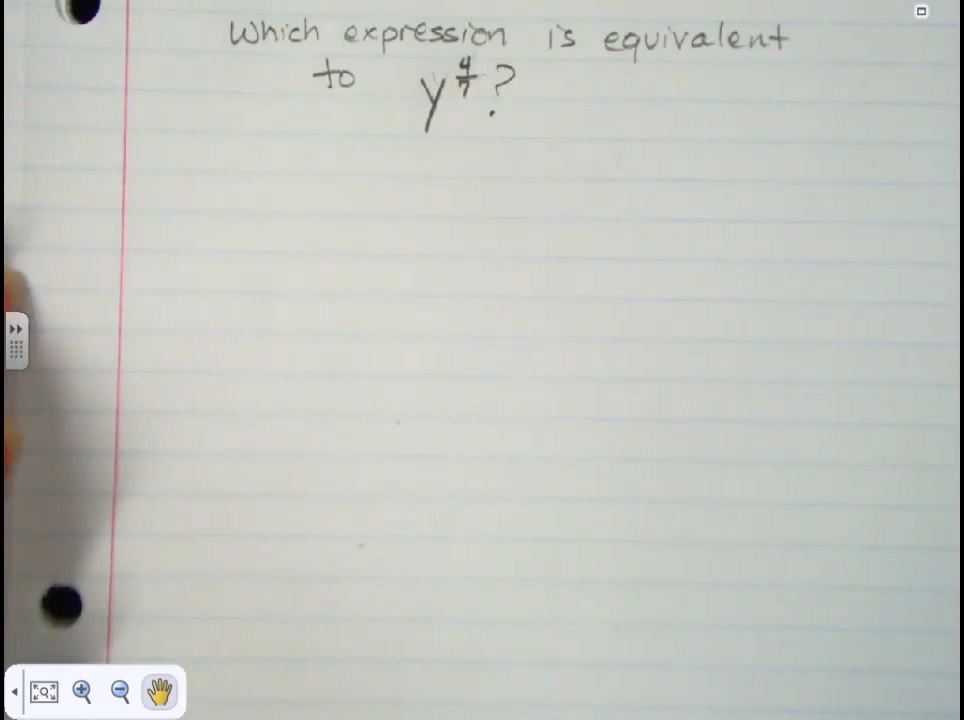 Which expression is equivalent
to y^{4/7}?